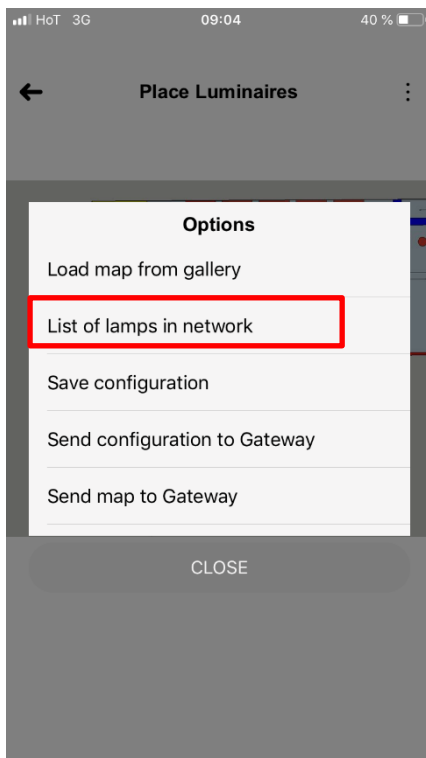 HoT 3G 09:04 40 %
Place Luminaires
Options
Load map from gallery
List of lamps in network
Save configuration
Send configuration to Gateway
Send map to Gateway
CLOSE